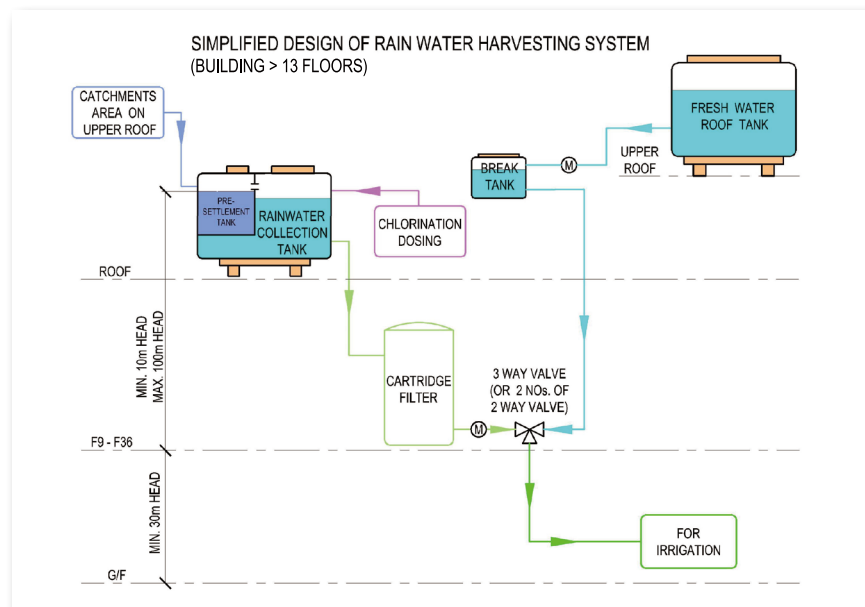 SIMPLIFIED DESIGN OF RAIN WATER HARVESTING SYSTEM
(BUILDING > 13 FLOORS)
CATCHMENTS
AREA ON
UPPER ROOF
FRESH WATER
ROOF TANK
UPPER
ROOF
M
BREAK
TANK
PRE-
SETTLEMENT
TANK
RAINWATER
COLLECTION
TANK
CHLORINATION
DOSING
ROOF
MIN. 10m HEAD
MAX. 100m HEAD
CARTRIDGE
FILTER
3 WAY VALVE
(OR 2 NOs. OF
2 WAY VALVE)
M
F9 - F36
MIN. 30m HEAD
FOR
IRRIGATION
G/F